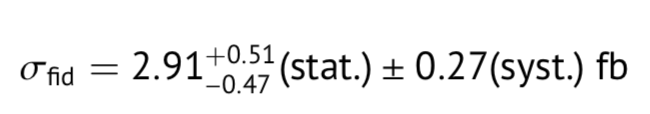 σ_fid = 2.91^{+0.51}_{−0.47}(stat.) ± 0.27(syst.) fb